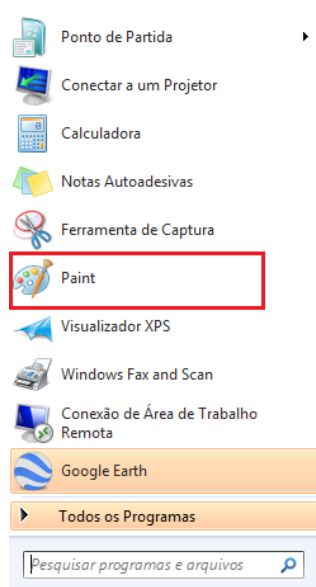 Ponto de Partida
Conectar a um Projetor
Calculadora
Notas Autoadesivas
Ferramenta de Captura
Paint
Visualizador XPS
Windows Fax and Scan
Conexão de Área de Trabalho
Remota
Google Earth
Todos os Programas
Pesquisar programas e arquivos